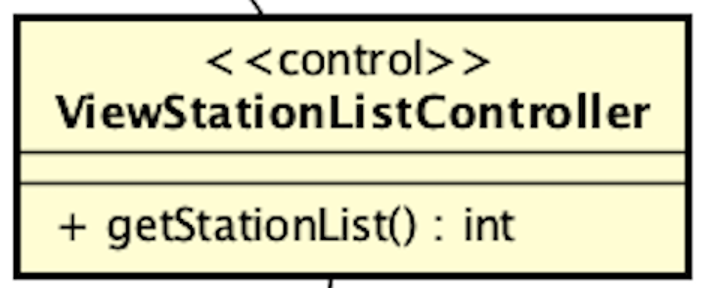 <<control>>
ViewStationListController
+ getStationList() : int